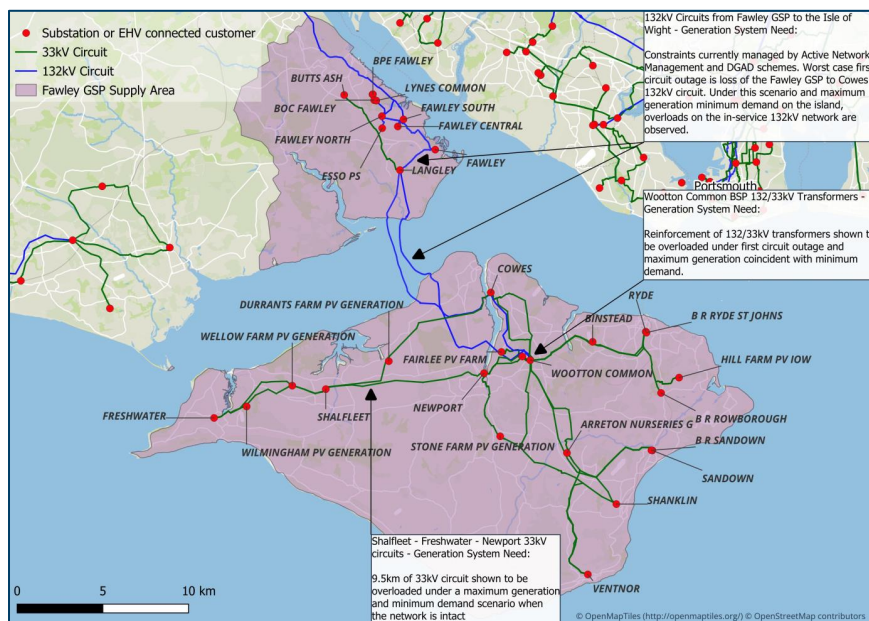 Substation or EHV connected customer
33kV Circuit
132kV Circuit
Fawley GSP Supply Area
132kV Circuits from Fawley GSP to the Isle of
Wight - Generation System Need:
Constraints currently managed by Active Network
Management and DGAD schemes. Worst case firs
circuit outage is loss of the Fawley GSP to Cowes
132kV circuit. Under this scenario and maximum
generation minimum demand on the island,
overloads on the in-service 132kV network are
observed.
BPE FAWLEY
BUTTS ASH
LYNES COMMON
BOC FAWLEY
FAWLEY SOUTH
FAWLEY CENTRAL
FAWLEY NORTH
FAWLEY
ESSO PS
LANGLEY
Portsmouth
Wootton Common BSP 132/33kV Transformers -
Generation System Need:
Reinforcement of 132/33kV transformers shown t
be overloaded under first circuit outage and
maximum generation coincident with minimum
demand.
COWES
DURRANTS FARM PV GENERATION
RYDE
B R RYDE ST JOHNS
BINSTEAD
WELLOW FARM PV GENERATION
FAIRLEE PV FARM
HILL FARM PV IOW
WOOTTON COMMON
NEWPORT
SHALFLEET
FRESHWATER
B R ROWBOROUGH
ARRETON NURSERIES G
B R SANDOWN
STONE FARM PV GENERATION
WILMINGHAM PV GENERATION
SANDOWN
SHANKLIN
Shalfleet - Freshwater - Newport 33kV
circuits - Generation System Need:
9.5km of 33kV circuit shown to be
overloaded under a maximum generation
and minimum demand scenario when
the network is intact
VENTNOR
0 5 10 km
© OpenMapTiles (http://openmaptiles.org/) © OpenStreetMap contributors